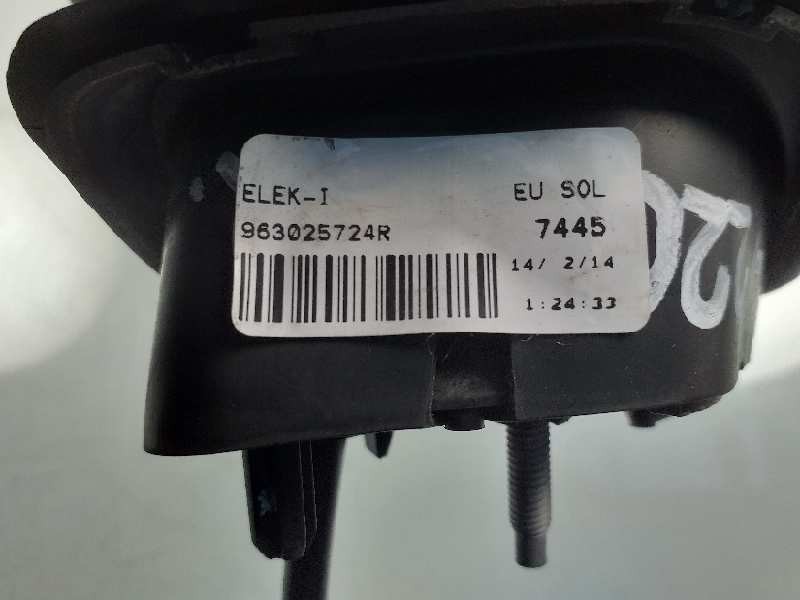 ELEK-I EU SOL
963025724R 7445
14/ 2/14
1:24:33